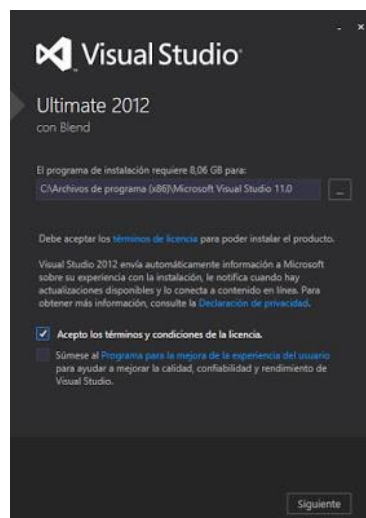 Visual Studio
Ultimate 2012
con Blend
El programa de instalación requiere 8,06 GB para:
C:\Archivos de programa (x86)\Microsoft Visual Studio 11.0
...
Debe aceptar los términos de licencia para poder instalar el producto.
Visual Studio 2012 envía automáticamente información a Microsoft
sobre su experiencia con la instalación, le notifica cuando hay
actualizaciones disponibles y lo conecta a contenido en línea. Para
obtener más información, consulte la Declaración de privacidad.
Acepto los términos y condiciones de la licencia.
Súmese al Programa para la mejora de la experiencia del usuario
para ayudar a mejorar la calidad, confiabilidad y rendimiento de
Visual Studio.
Siguiente